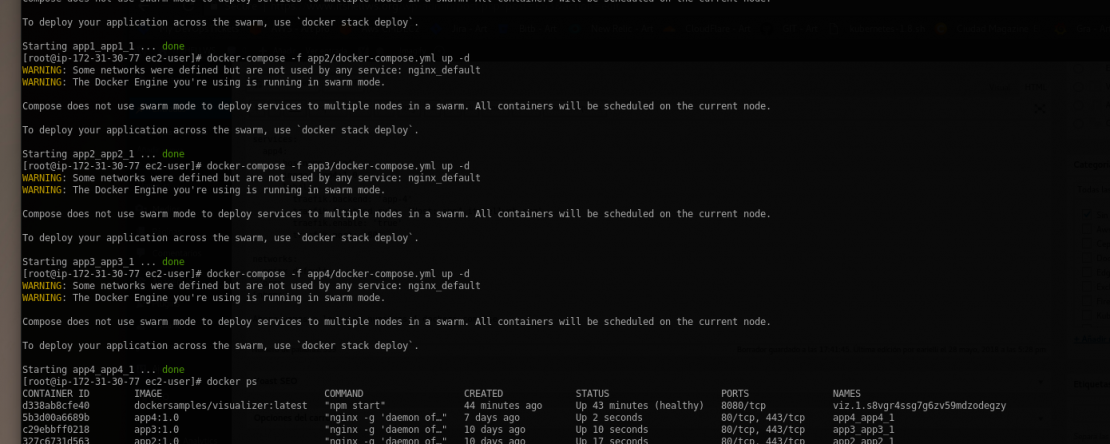 Compose does not use swarm mode to deploy services to multiple nodes in a swarm. All containers will be scheduled on the current node.
To deploy your application across the swarm, use `docker stack deploy`.
Starting app1_app1_1 ... done
[root@ip-172-31-30-77 ec2-user]# docker-compose -f app2/docker-compose.yml up -d
WARNING: Some networks were defined but are not used by any service: nginx_default
WARNING: The Docker Engine you're using is running in swarm mode.
Compose does not use swarm mode to deploy services to multiple nodes in a swarm. All containers will be scheduled on the current node.
To deploy your application across the swarm, use `docker stack deploy`.
Starting app2_app2_1 ... done
[root@ip-172-31-30-77 ec2-user]# docker-compose -f app3/docker-compose.yml up -d
WARNING: Some networks were defined but are not used by any service: nginx_default
WARNING: The Docker Engine you're using is running in swarm mode.
Compose does not use swarm mode to deploy services to multiple nodes in a swarm. All containers will be scheduled on the current node.
To deploy your application across the swarm, use `docker stack deploy`.
Starting app3_app3_1 ... done
[root@ip-172-31-30-77 ec2-user]# docker-compose -f app4/docker-compose.yml up -d
WARNING: Some networks were defined but are not used by any service: nginx_default
WARNING: The Docker Engine you're using is running in swarm mode.
Compose does not use swarm mode to deploy services to multiple nodes in a swarm. All containers will be scheduled on the current node.
To deploy your application across the swarm, use `docker stack deploy`.
Starting app4_app4_1 ... done
[root@ip-172-31-30-77 ec2-user]# docker ps
CONTAINER ID IMAGE COMMAND CREATED STATUS PORTS NAMES
d338ab8cfe40 dockersamples/visualizer:latest "npm start" 44 minutes ago Up 43 minutes (healthy) 8080/tcp viz.1.s8vgr4ssg7g6zv59mdzodegzy
5b3d00a6689b app4:1.0 "nginx -g 'daemon of…" 7 days ago Up 2 seconds 80/tcp, 443/tcp app4_app4_1
c29ebbff0218 app3:1.0 "nginx -g 'daemon of…" 10 days ago Up 10 seconds 80/tcp, 443/tcp app3_app3_1
327c6731d563 app2:1.0 "nginx -g 'daemon of…" 10 days ago Up 17 seconds 80/tcp, 443/tcp app2_app2_1